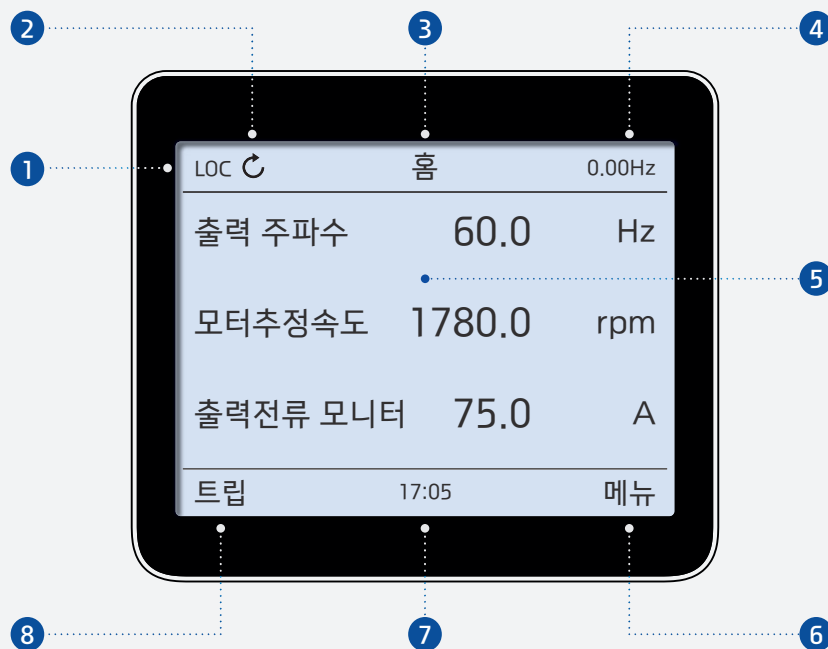 2 3 4
1
LOC 홈 0.00Hz
출력 주파수 60.0 Hz
5
모터추정속도 1780.0 rpm
출력전류 모니터 75.0 A
트립 17:05 메뉴
8 7 6